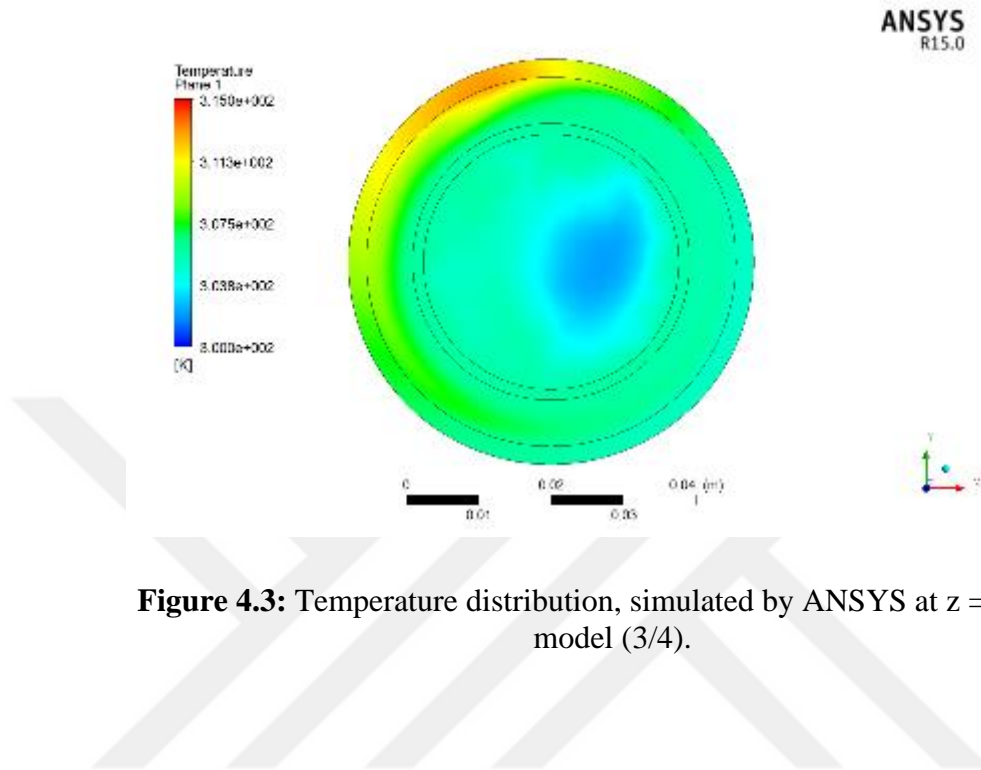 ANSYS
R15.0
Temperature
Plane 1
3.150e+002
3.113e+002
3.075e+002
3.038e+002
3.000e+002
[K]
0 0.02 0.04 (m)
0.01 0.03
Y
Figure 4.3: Temperature distribution, simulated by ANSYS at z =
model (3/4).